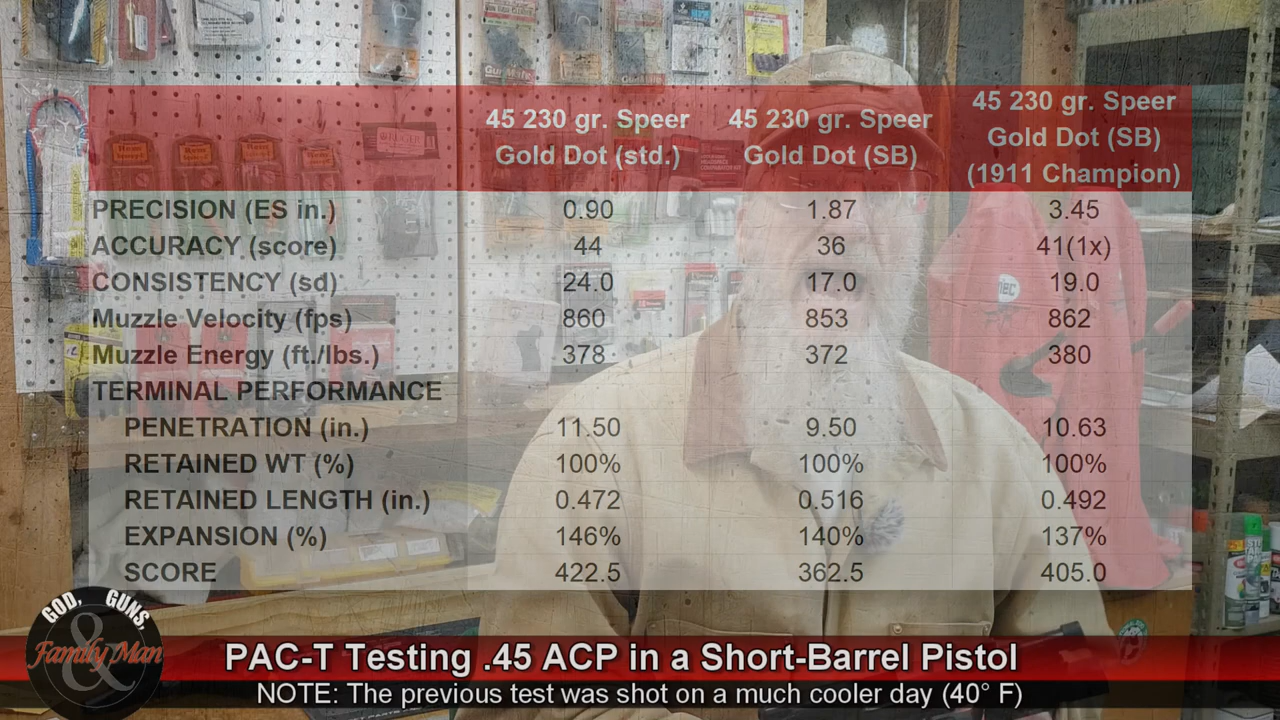 45 230 gr. Speer Gold Dot (std.) 45 230 gr. Speer Gold Dot (SB) 45 230 gr. Speer Gold Dot (SB) (1911 Champion)
PRECISION (ES in.) 0.90 1.87 3.45
ACCURACY (score) 44 36 41(1x)
CONSISTENCY (sd) 24.0 17.0 19.0
Muzzle Velocity (fps) 860 853 862
Muzzle Energy (ft./lbs.) 378 372 380
TERMINAL PERFORMANCE
PENETRATION (in.) 11.50 9.50 10.63
RETAINED WT (%) 100% 100% 100%
RETAINED LENGTH (in.) 0.472 0.516 0.492
EXPANSION (%) 146% 140% 137%
SCORE 422.5 362.5 405.0
GOD, GUNS,
&
Family Man
PAC-T Testing .45 ACP in a Short-Barrel Pistol
NOTE: The previous test was shot on a much cooler day (40° F)